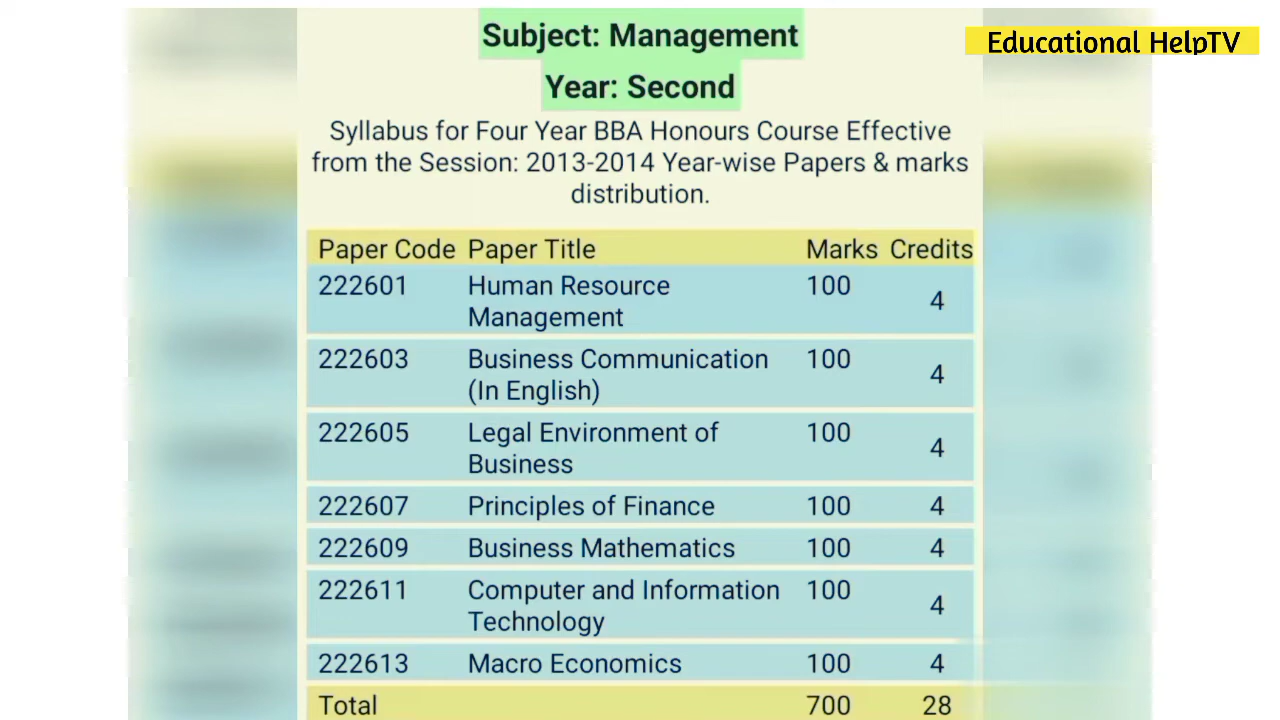 Subject: Management
Educational HelpTV
Year: Second
Syllabus for Four Year BBA Honours Course Effective
from the Session: 2013-2014 Year-wise Papers & marks
distribution.
Paper Code Paper Title Marks Credits
222601 Human Resource 100
Management 4
222603 Business Communication 100
(In English) 4
222605 Legal Environment of 100
Business 4
222607 Principles of Finance 100 4
222609 Business Mathematics 100 4
222611 Computer and Information 100
Technology 4
222613 Macro Economics 100 4
Total 700 28